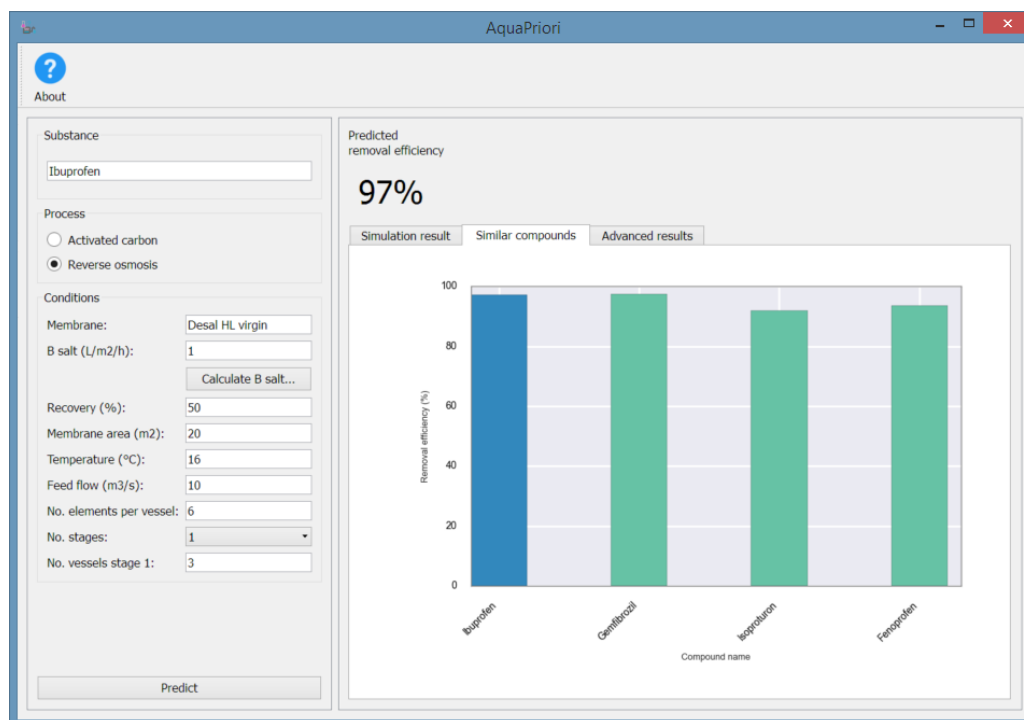 AquaPriori
About
Substance
Ibuprofen
Process
Activated carbon
Reverse osmosis
Conditions
Membrane: Desal HL virgin
B salt (L/m2/h): 1
Calculate B salt...
Recovery (%): 50
Membrane area (m2): 20
Temperature (°C): 16
Feed flow (m3/s): 10
No. elements per vessel: 6
No. stages: 1
No. vessels stage 1: 3
Predict
Predicted
removal efficiency
97%
Simulation result Similar compounds Advanced results
Removal efficiency (%)
100
80
60
40
20
0
Ibuprofen Gemfibrozil Isoproturon Fenoprofen
Compound name